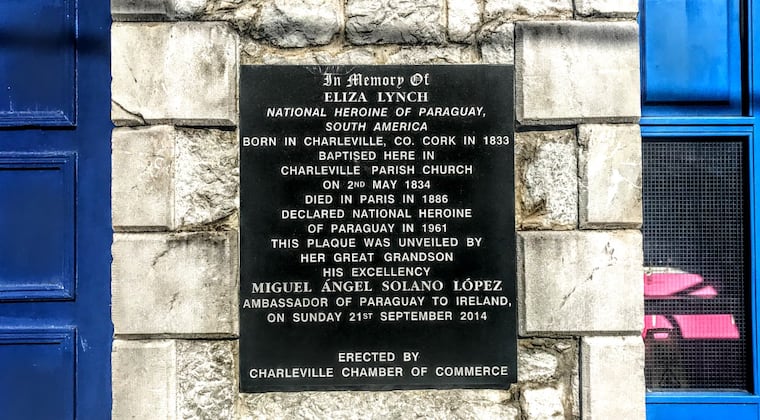 In Memory Of
ELIZA LYNCH
NATIONAL HEROINE OF PARAGUAY,
SOUTH AMERICA
BORN IN CHARLEVILLE, CO. CORK IN 1833
BAPTISED HERE IN
CHARLEVILLE PARISH CHURCH
ON 2ND MAY 1834
DIED IN PARIS IN 1886
DECLARED NATIONAL HEROINE
OF PARAGUAY IN 1961
THIS PLAQUE WAS UNVEILED BY
HER GREAT GRANDSON
HIS EXCELLENCY
MIGUEL ÁNGEL SOLANO LÓPEZ
AMBASSADOR OF PARAGUAY TO IRELAND,
ON SUNDAY 21ST SEPTEMBER 2014
ERECTED BY
CHARLEVILLE CHAMBER OF COMMERCE